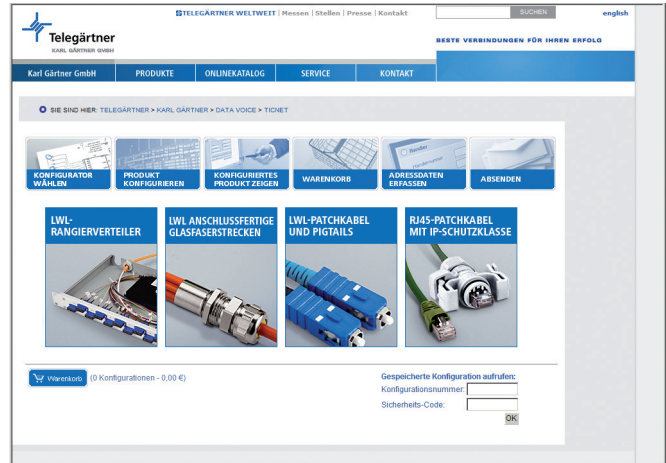 TELEGÄRTNER WELTWEIT | Messen | Stellen | Presse | Kontakt
SUCHEN
english
Telegärtner
KARL GÄRTNER GMBH
BESTE VERBINDUNGEN FÜR IHREN ERFOLG
Karl Gärtner GmbH PRODUKTE ONLINEKATALOG SERVICE KONTAKT
SIE SIND HIER: TELEGÄRTNER > KARL GÄRTNER > DATA VOICE > TICNET
KONFIGURATOR
WÄHLEN
PRODUKT
KONFIGURIEREN
KONFIGURIERTES
PRODUKT ZEIGEN
WARENKORB
Händler
ADRESSDATEN
ERFASSEN
ABSENDEN
LWL-
RANGIERVERTEILER
LWL ANSCHLUSSFERTIGE
GLASFASERSTRECKEN
LWL-PATCHKABEL
UND PIGTAILS
RJ45-PATCHKABEL
MIT IP-SCHUTZKLASSE
Warenkorb (0 Konfigurationen - 0,00 €)
Gespeicherte Konfiguration aufrufen:
Konfigurationsnummer:
Sicherheits-Code:
OK